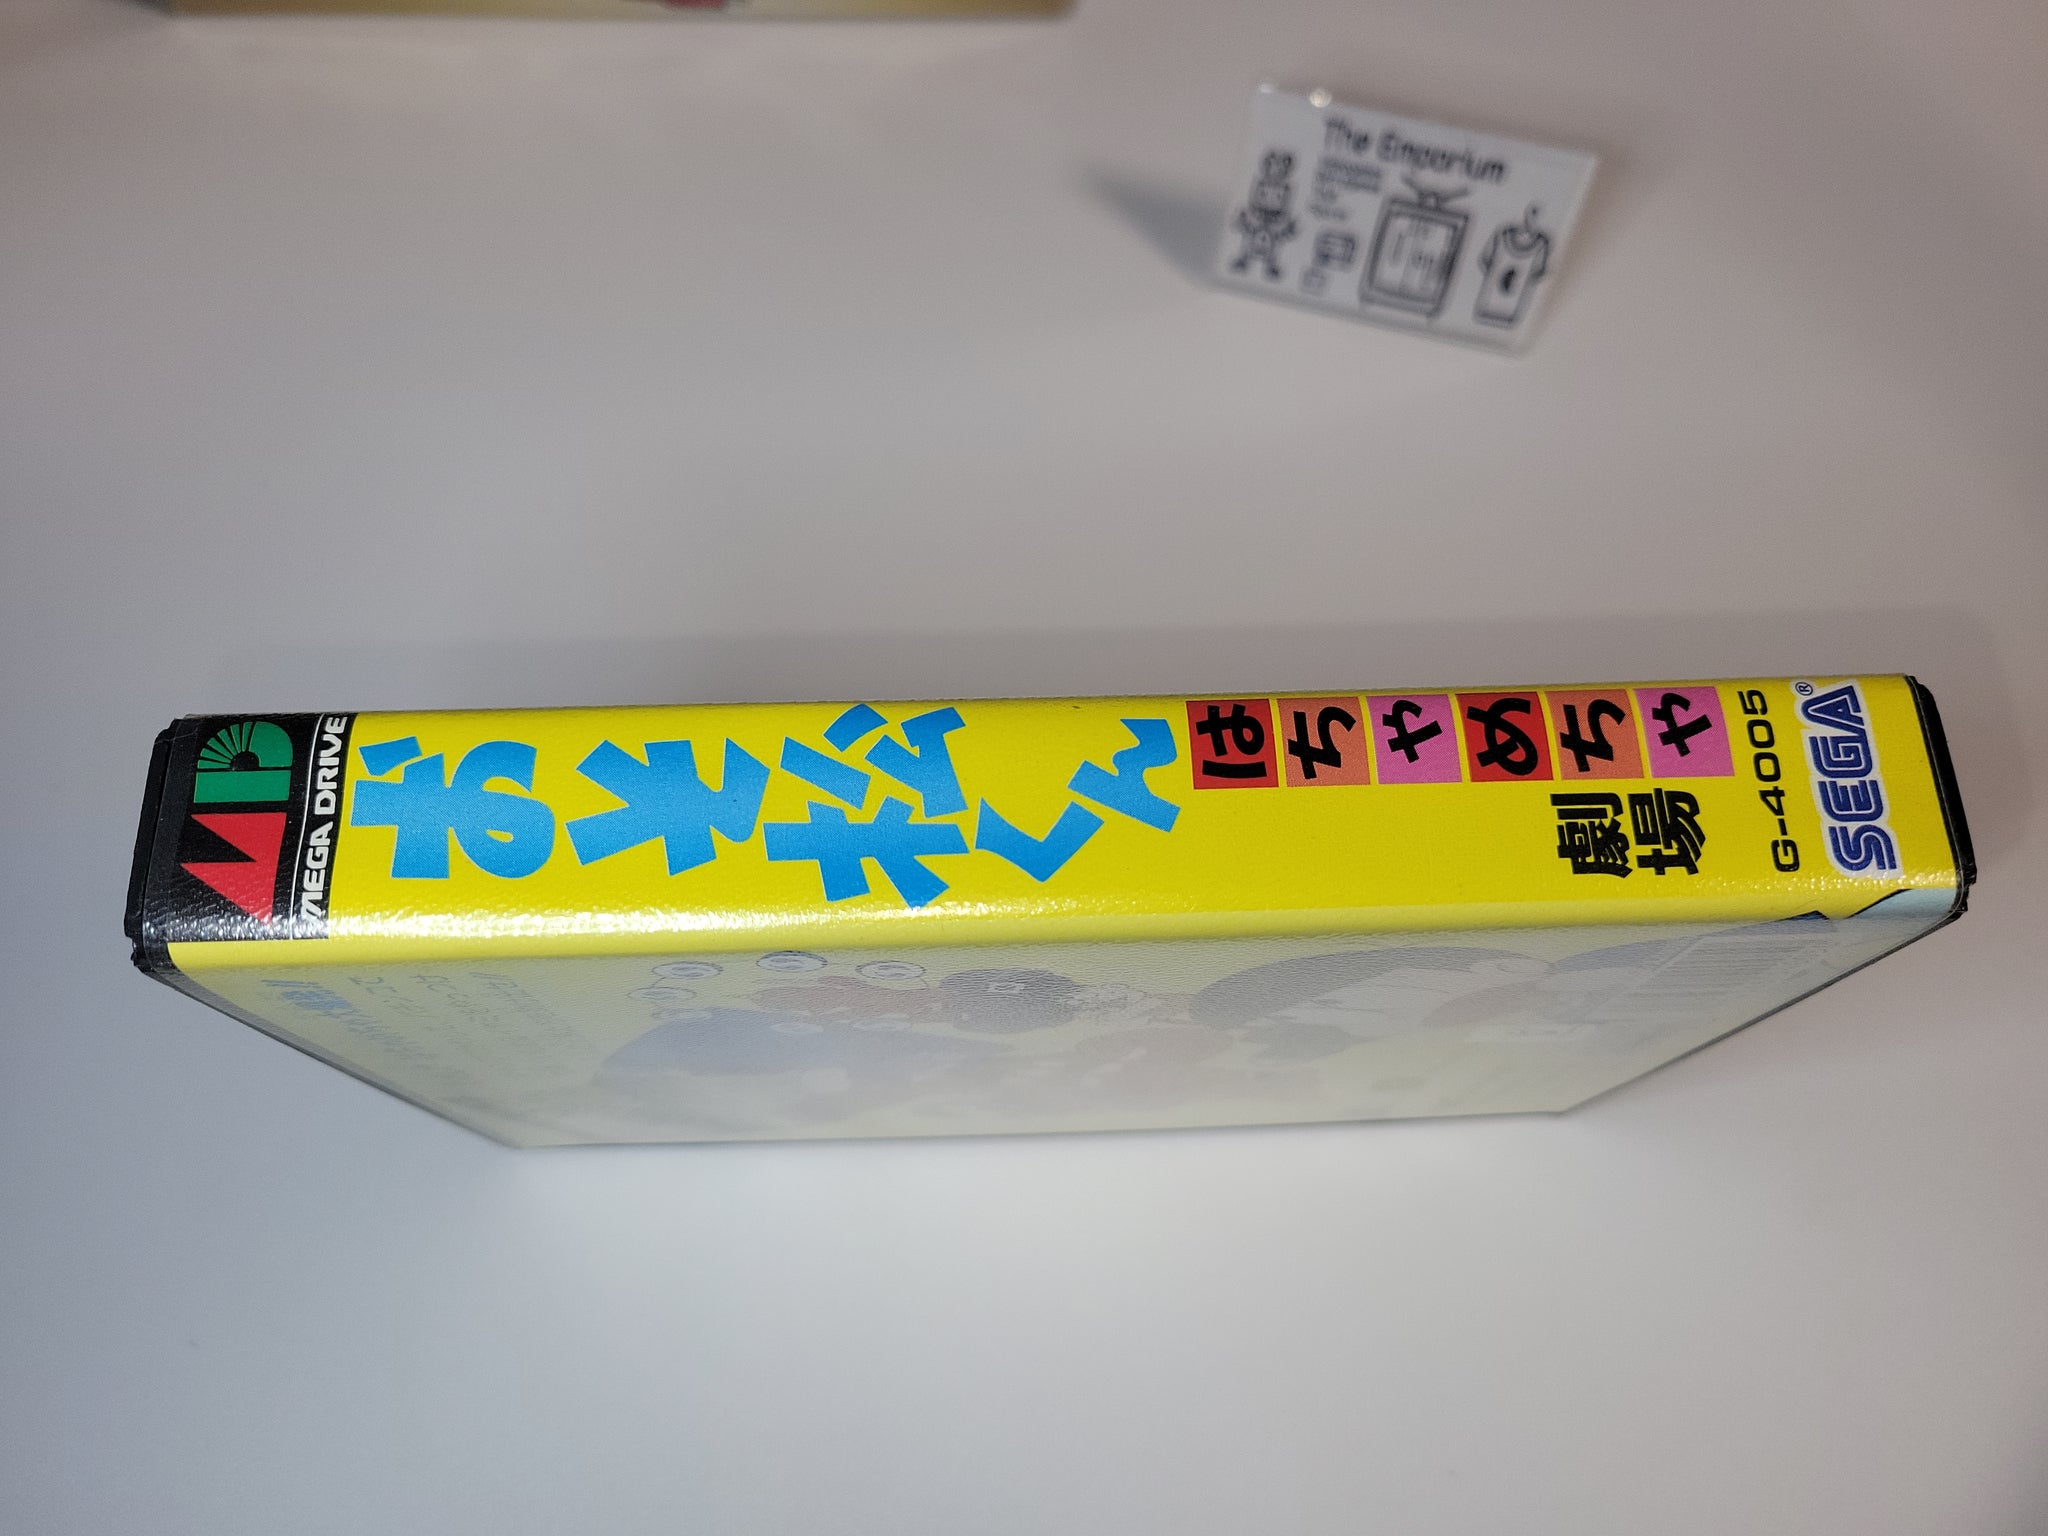 The Emporium
MEGA DRIVE
おそ松くん
はちゃめちゃ
劇場
G-4005
SEGA®